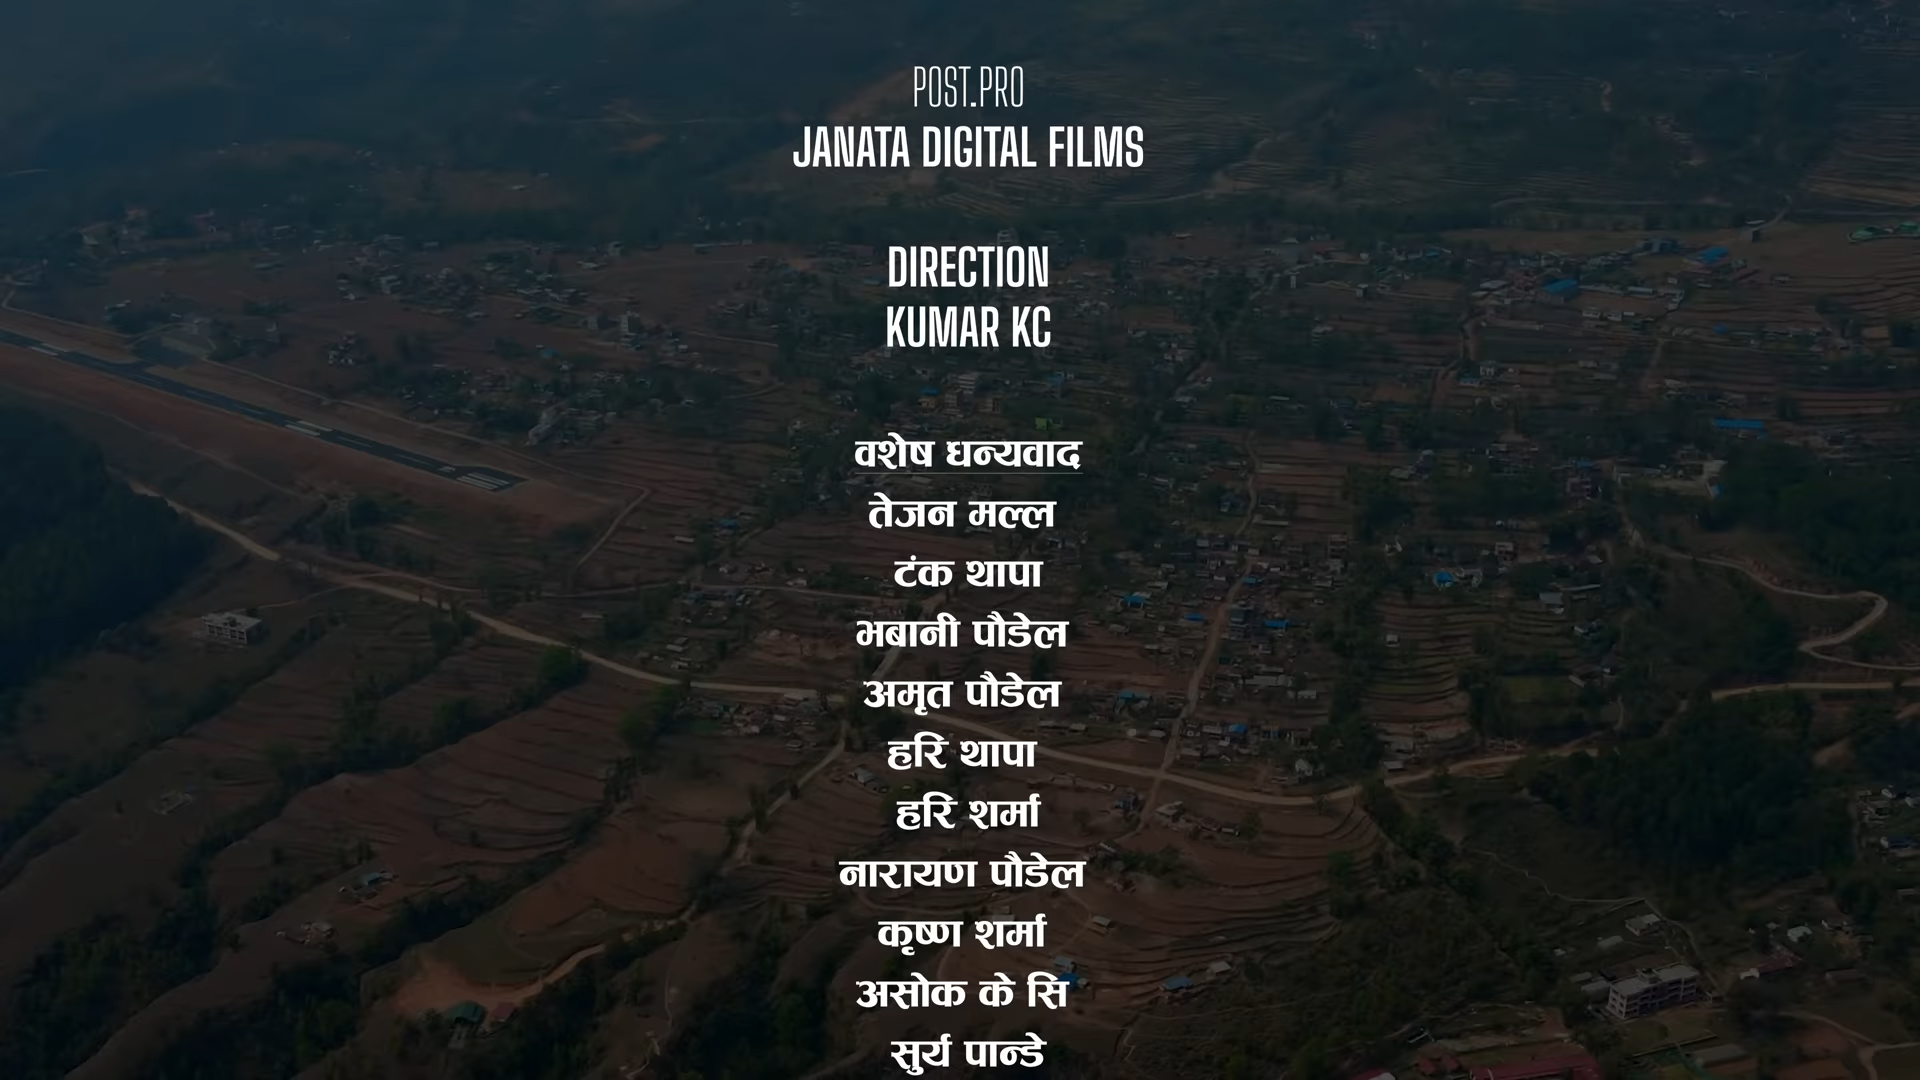 POST.PRO
JANATA DIGITAL FILMS
DIRECTION
KUMAR KC
वशेष धन्यवाद
तेजन मल्ल
टंक थापा
भबानी पौडेल
अमृत पौडेल
हरि थापा
हरि शर्मा
नारायण पौडेल
कृष्ण शर्मा
असोक के सि
सुर्य पान्डे